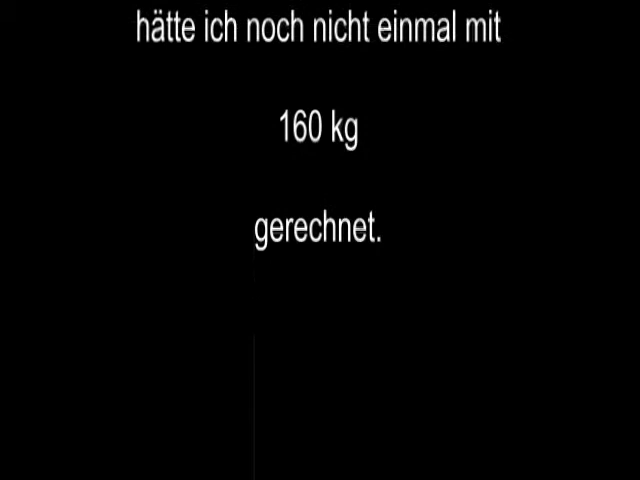 hätte ich noch nicht einmal mit
160 kg
gerechnet.